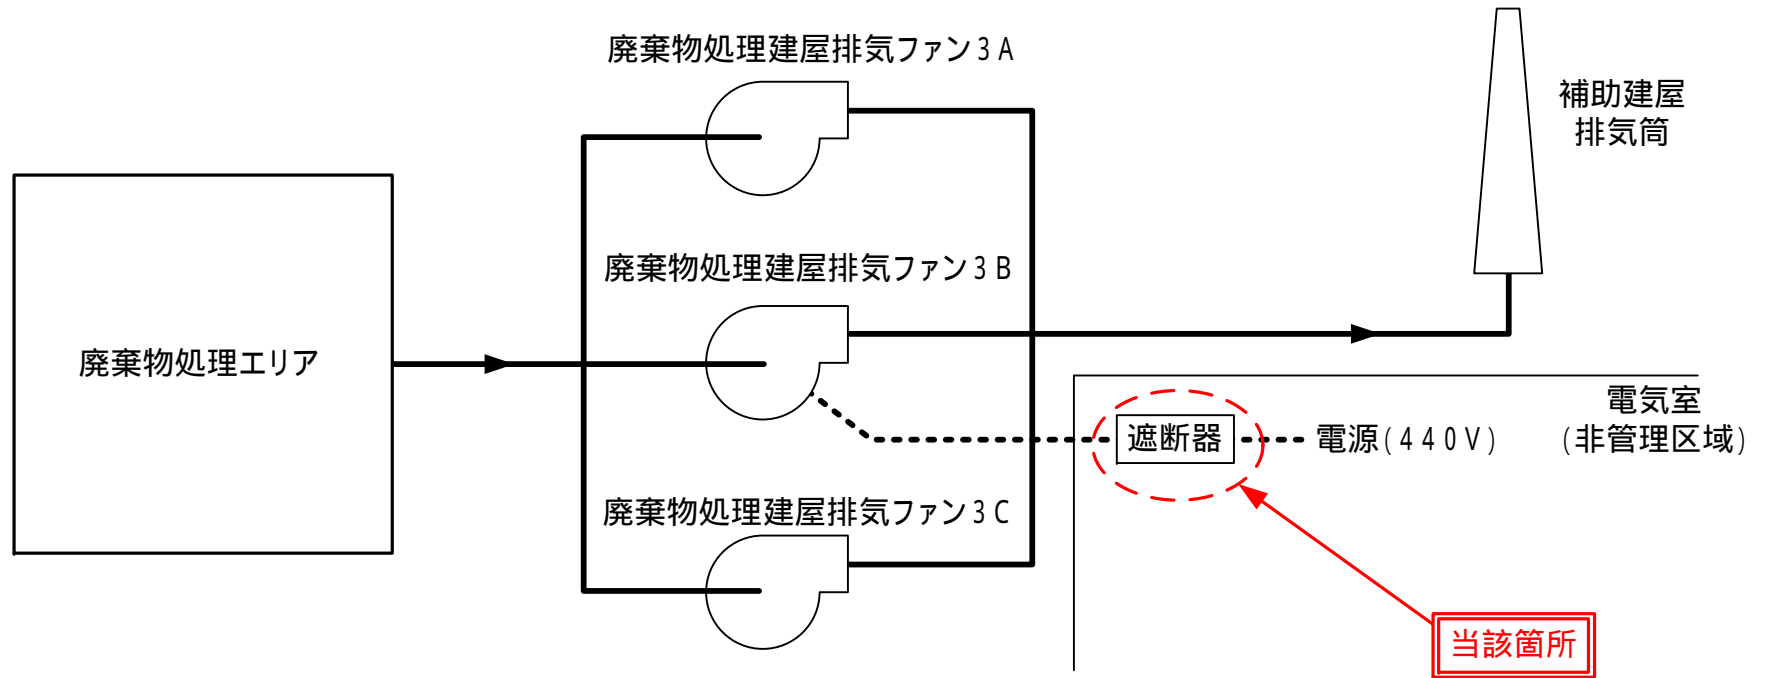 廃棄物処理建屋排気ファン３Ａ
補助建屋
排気筒
廃棄物処理建屋排気ファン３Ｂ
廃棄物処理エリア
電気室
(非管理区域)
遮断器
電源(４４０Ｖ)
廃棄物処理建屋排気ファン３Ｃ
当該箇所